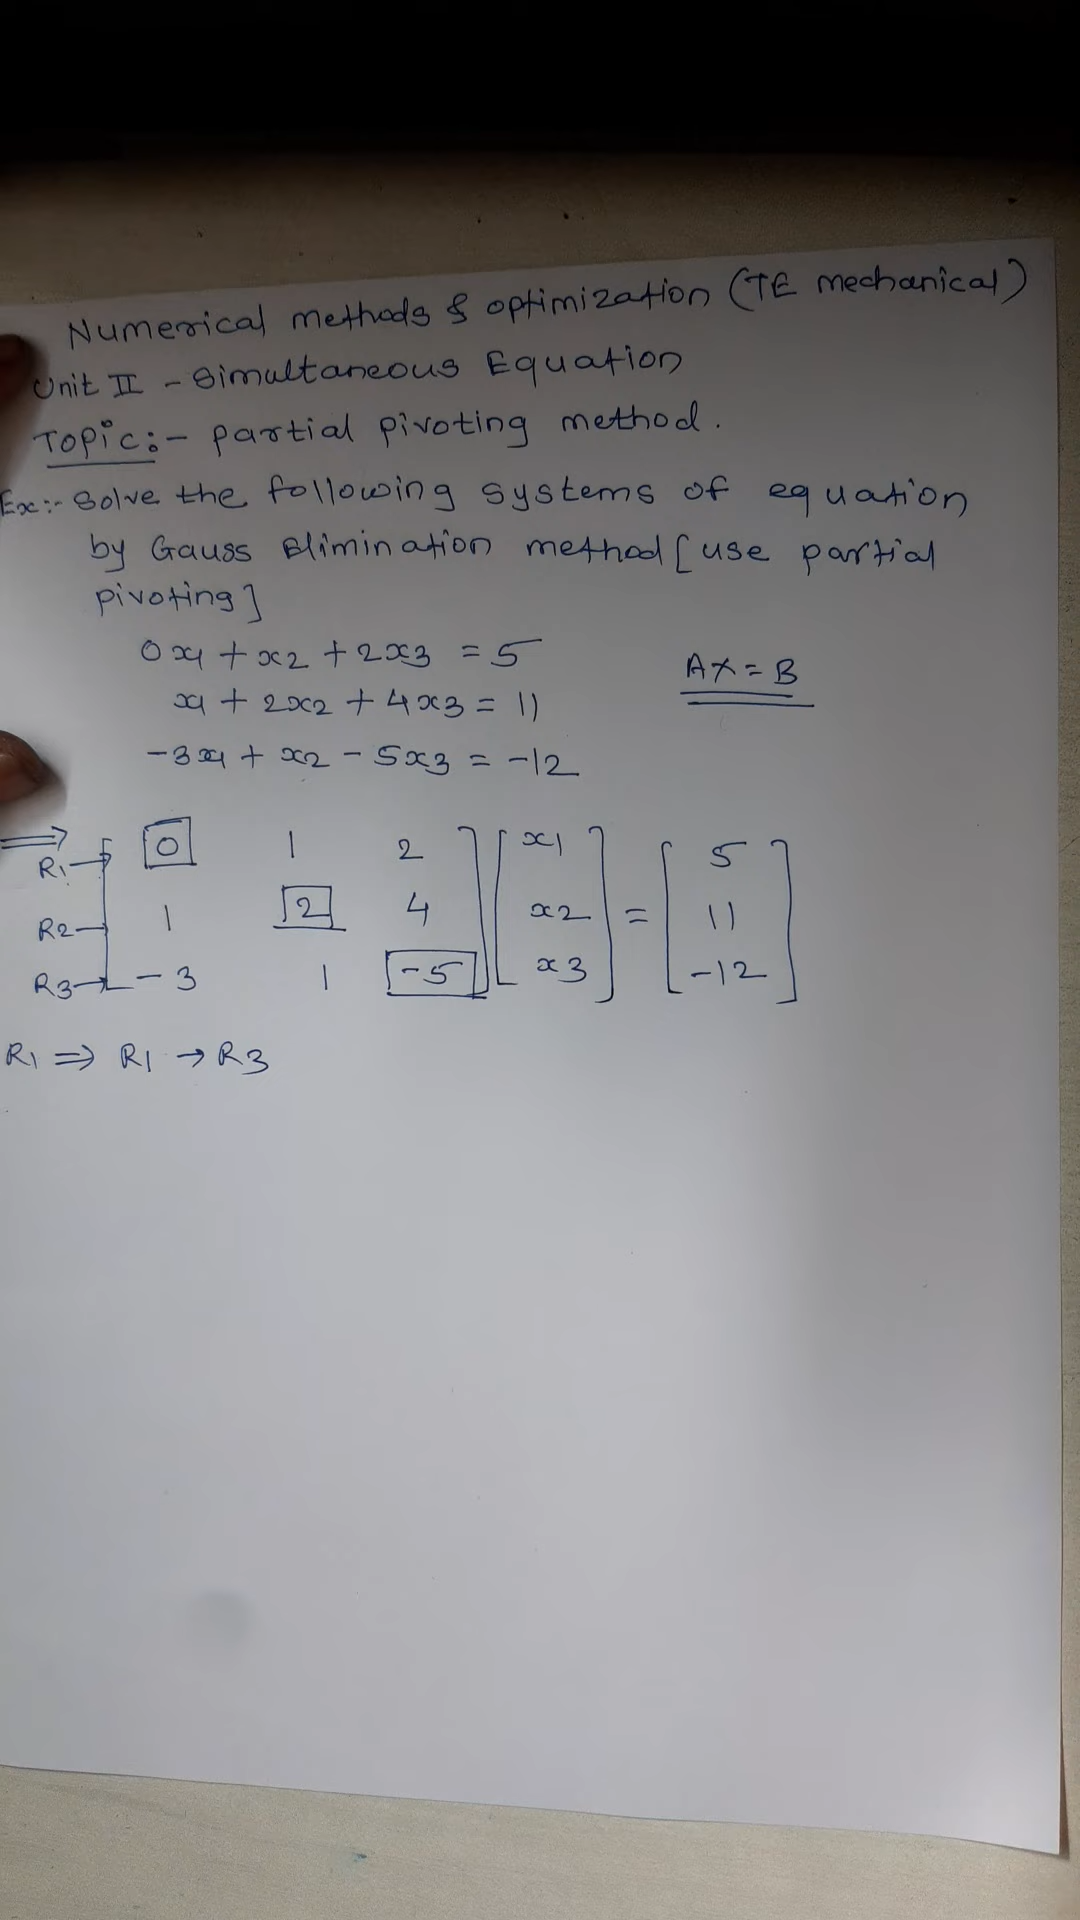 Numerical methods & optimization (TE mechanical)
Unit II - Simultaneous Equation
Topic:- partial pivoting method.
Ex:- Solve the following systems of equation
by Gauss Elimination method [use partial
pivoting]
0x1 + x2 + 2x3 = 5
AX = B
x1 + 2x2 + 4x3 = 11
-3x1 + x2 - 5x3 = -12
⇒ R1→ [ 0 1 2 ] [ x1 ] = [ 5 ]
R2→ 1 2 4 x2 11
R3→ -3 1 -5 x3 -12
R1 ⇒ R1 → R3